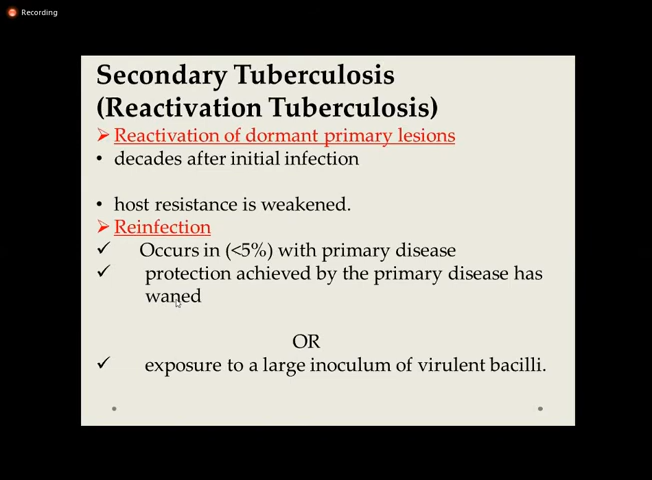 Recording
Secondary Tuberculosis
(Reactivation Tuberculosis)
➢ Reactivation of dormant primary lesions
• decades after initial infection
• host resistance is weakened.
➢ Reinfection
✓ Occurs in (<5%) with primary disease
✓ protection achieved by the primary disease has
waned
OR
✓ exposure to a large inoculum of virulent bacilli.